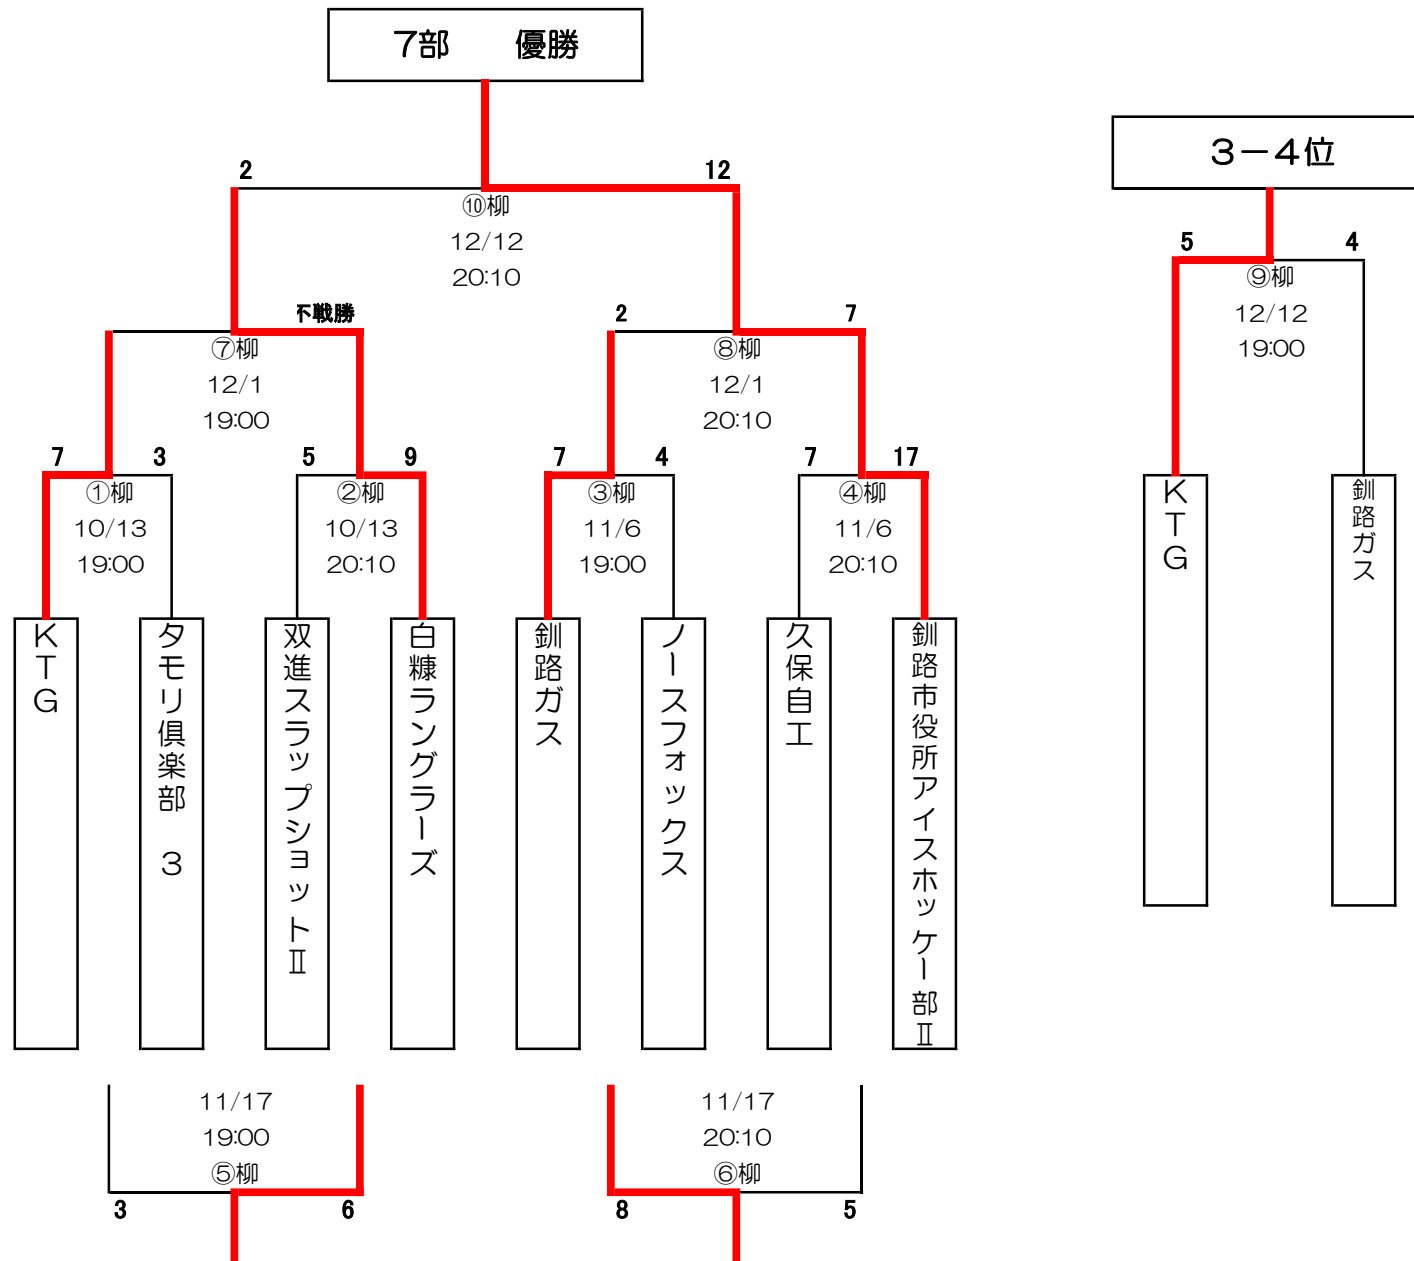 7部　　優勝
3－4位
2
12
⑩柳
12/12
20:10
5
4
⑨柳
12/12
19:00
不戦勝
⑦柳
12/1
19:00
2
7
⑧柳
12/1
20:10
7
3
①柳
10/13
19:00
5
9
②柳
10/13
20:10
7
4
③柳
11/6
19:00
7
17
④柳
11/6
20:10
KTG
釧路ガス
KTG
タモリ倶楽部　3
双進スラップショットⅡ
白糠ラングラーズ
釧路ガス
ノースフォックス
久保自工
釧路市役所アイスホッケー部Ⅱ
11/17
19:00
⑤柳
3
6
11/17
20:10
⑥柳
8
5